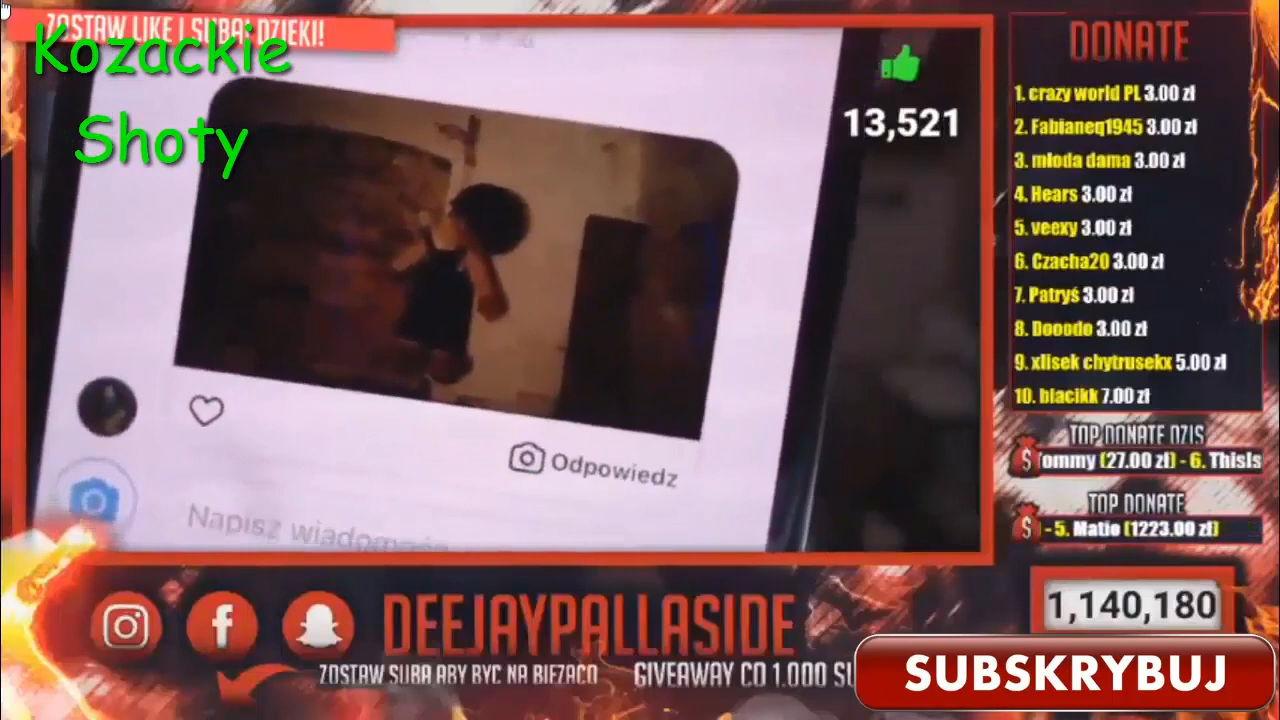 ZOSTAW LIKE I SUBA! DZIEKI!
Kozackie
Shoty
13,521
Odpowiedz
Napisz wiadomość
DONATE
1. crazy world PL 3.00 zł
2. Fabianeq1945 3.00 zł
3. młoda dama 3.00 zł
4. Hears 3.00 zł
5. veexy 3.00 zł
6. Czacha20 3.00 zł
7. Patryś 3.00 zł
8. Dooodo 3.00 zł
9. xlisek chytrusekx 5.00 zł
10. blacikk 7.00 zł
TOP DONATE DZIS
ommy (27.00 zł) - 6. ThisIs
TOP DONATE
- 5. Matio (1223.00 zł)
1,140,180
SUBSKRYBUJ
DEEJAYPALLASIDE
ZOSTAW SUBA ABY BYC NA BIEZACO GIVEAWAY CO 1.000 SU